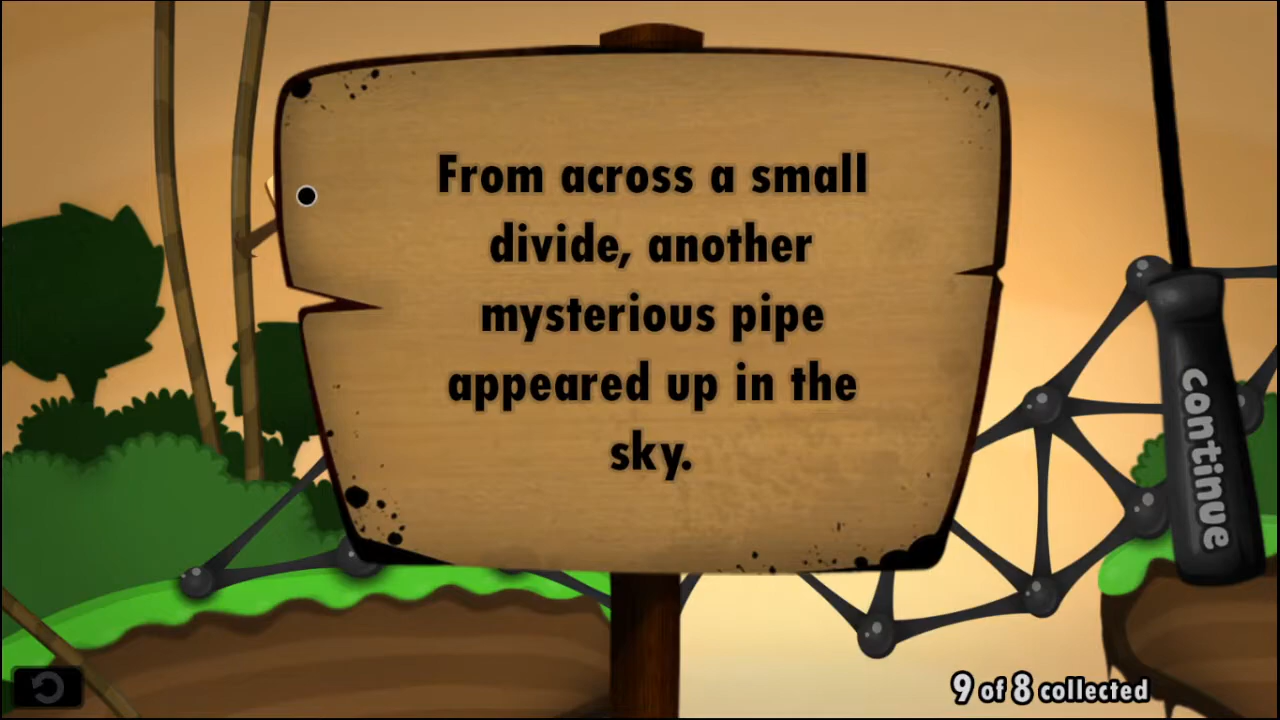 From across a small
divide, another
mysterious pipe
appeared up in the
sky.
continue
9 of 8 collected